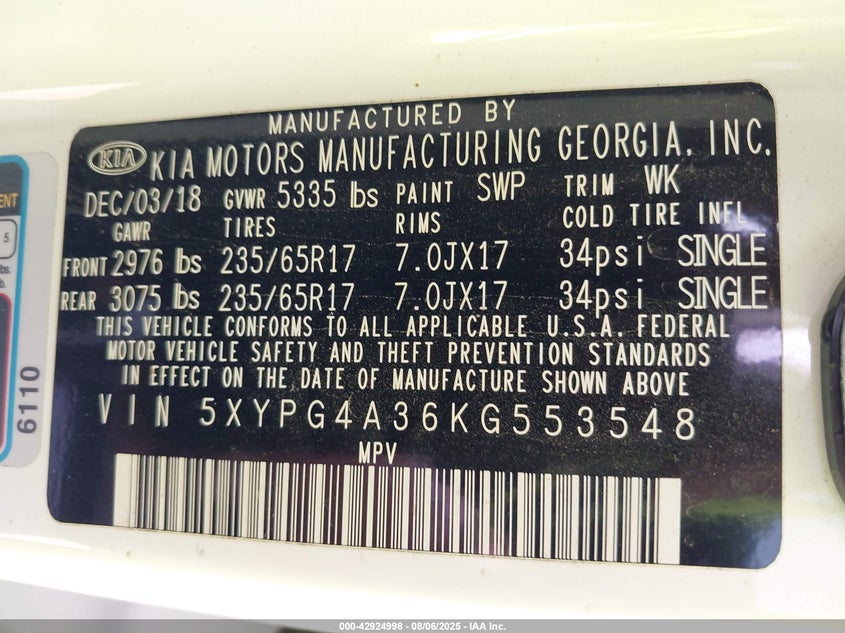 MANUFACTURED BY
KIA KIA MOTORS MANUFACTURING GEORGIA, INC.
DEC/03/18 GVWR 5335 lbs PAINT SWP TRIM WK
GAWR TIRES RIMS COLD TIRE INFL
FRONT 2976 lbs 235/65R17 7.0JX17 34psi SINGLE
REAR 3075 lbs 235/65R17 7.0JX17 34psi SINGLE
THIS VEHICLE CONFORMS TO ALL APPLICABLE U.S.A. FEDERAL
MOTOR VEHICLE SAFETY AND THEFT PREVENTION STANDARDS
IN EFFECT ON THE DATE OF MANUFACTURE SHOWN ABOVE
VIN 5XYPG4A36KG553548
MPV
5
lbs.
6110
000-42924998 - 08/06/2025 - IAA Inc.